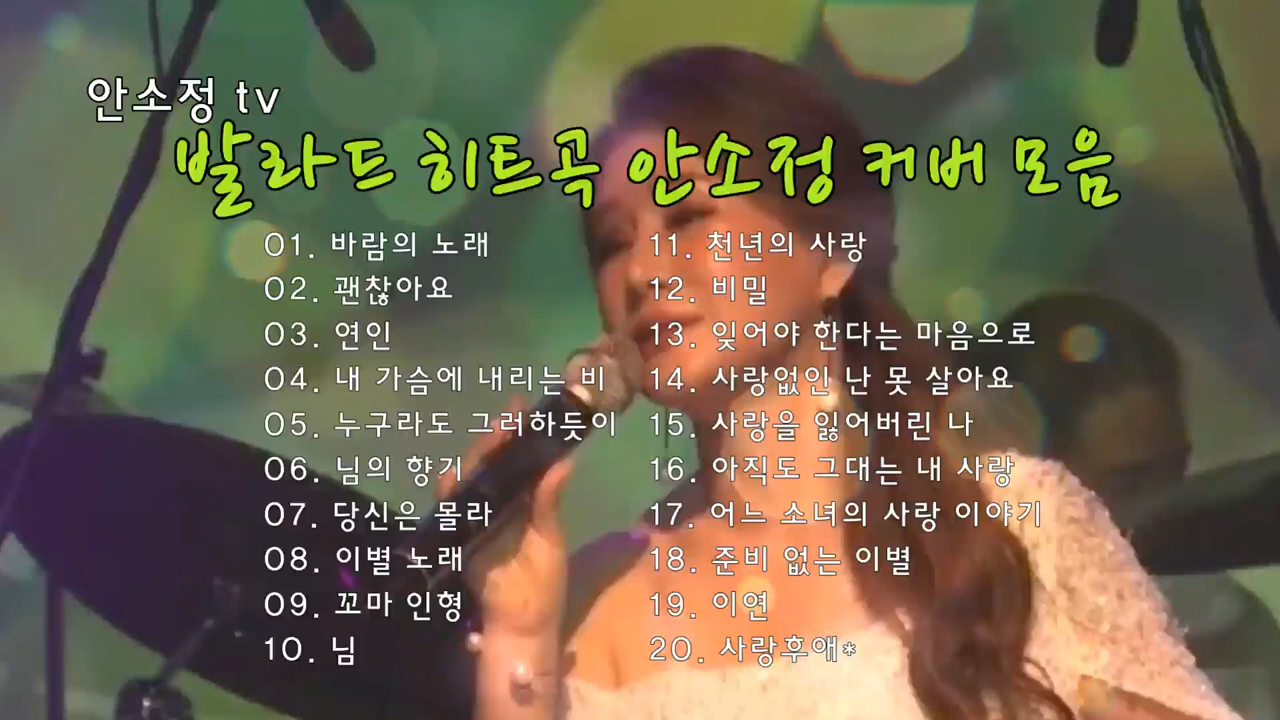 안소정 tv
발라드 히트곡 안소정 커버 모음
01. 바람의 노래
02. 괜찮아요
03. 연인
04. 내 가슴에 내리는 비
05. 누구라도 그러하듯이
06. 님의 향기
07. 당신은 몰라
08. 이별 노래
09. 꼬마 인형
10. 님
11. 천년의 사랑
12. 비밀
13. 잊어야 한다는 마음으로
14. 사랑없인 난 못 살아요
15. 사랑을 잃어버린 나
16. 아직도 그대는 내 사랑
17. 어느 소녀의 사랑 이야기
18. 준비 없는 이별
19. 이연
20. 사랑후애*